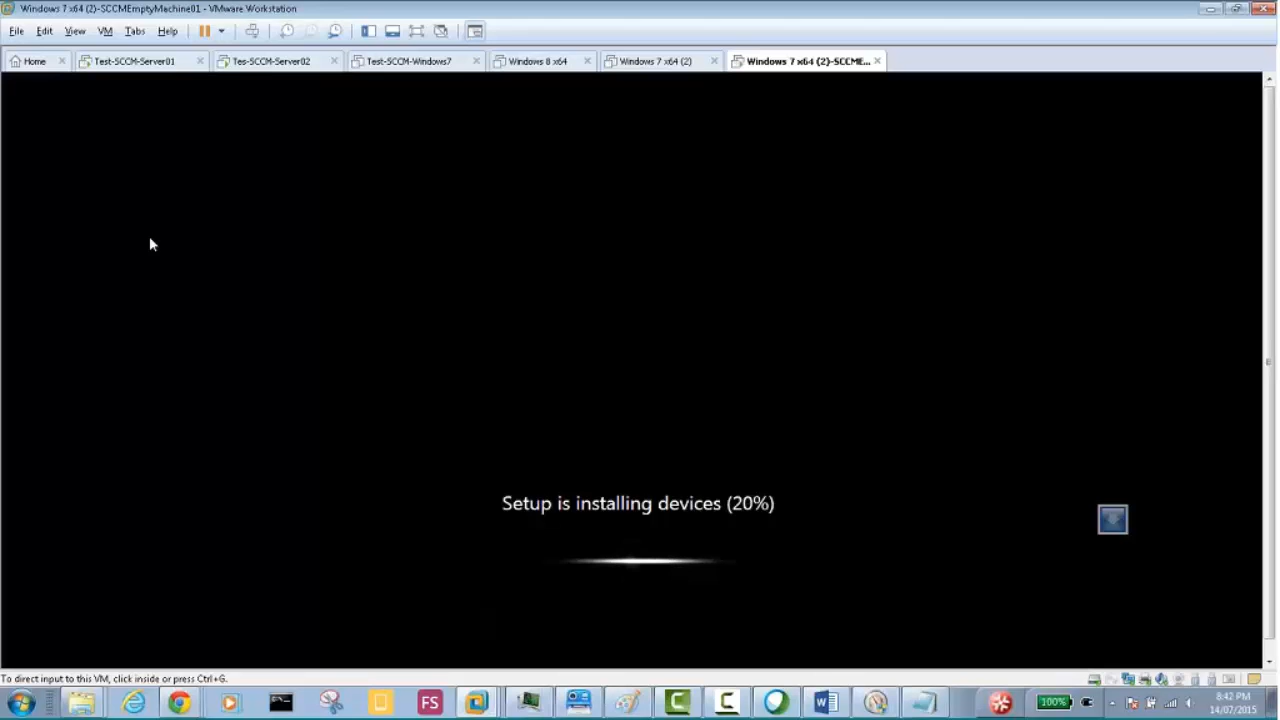 Windows 7 x64 (2)-SCCMEmptyMachine01 - VMware Workstation
File Edit View VM Tabs Help
Home Test-SCCM-Server01 Tes-SCCM-Server02 Test-SCCM-Windows7 Windows 8 x64 Windows 7 x64 (2) Windows 7 x64 (2)-SCCME...
Setup is installing devices (20%)
To direct input to this VM, click inside or press Ctrl+G.
FS W 100% 8:42 PM
14/07/2015